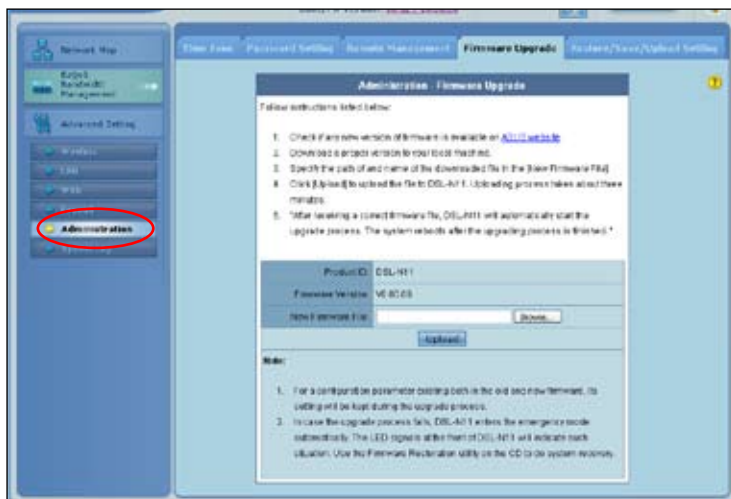 Network Map
Time Zone Password Setting Remote Management Firmware Upgrade Restore/Save/Upload Setting
EzQoS
Bandwidth
Management
Advanced Setting
Wireless
LAN
WAN
Administration
Administration - Firmware Upgrade
Follow instructions listed below:
1. Check if any new version of firmware is available on ASUS website
2. Download a proper version to your local machine.
3. Specify the path of and name of the downloaded file in the [New Firmware File].
4. Click [Upload] to upload the file to DSL-N11. Uploading process takes about three
minutes.
5. "After receiving a correct firmware file, DSL-N11 will automatically start the
upgrade process. The system reboots after the upgrading process is finished."
Product ID: DSL-N11
Firmware Version:
New Firmware File: Browse...
Upload
Note:
1. For a configuration parameter existing both in the old and new firmware, its
setting will be kept during the upgrade process.
2. In case the upgrade process fails, DSL-N11 enters the emergency mode
automatically. The LED signals at the front of DSL-N11 will indicate such
situation. Use the Firmware Restoration utility on the CD to do system recovery.